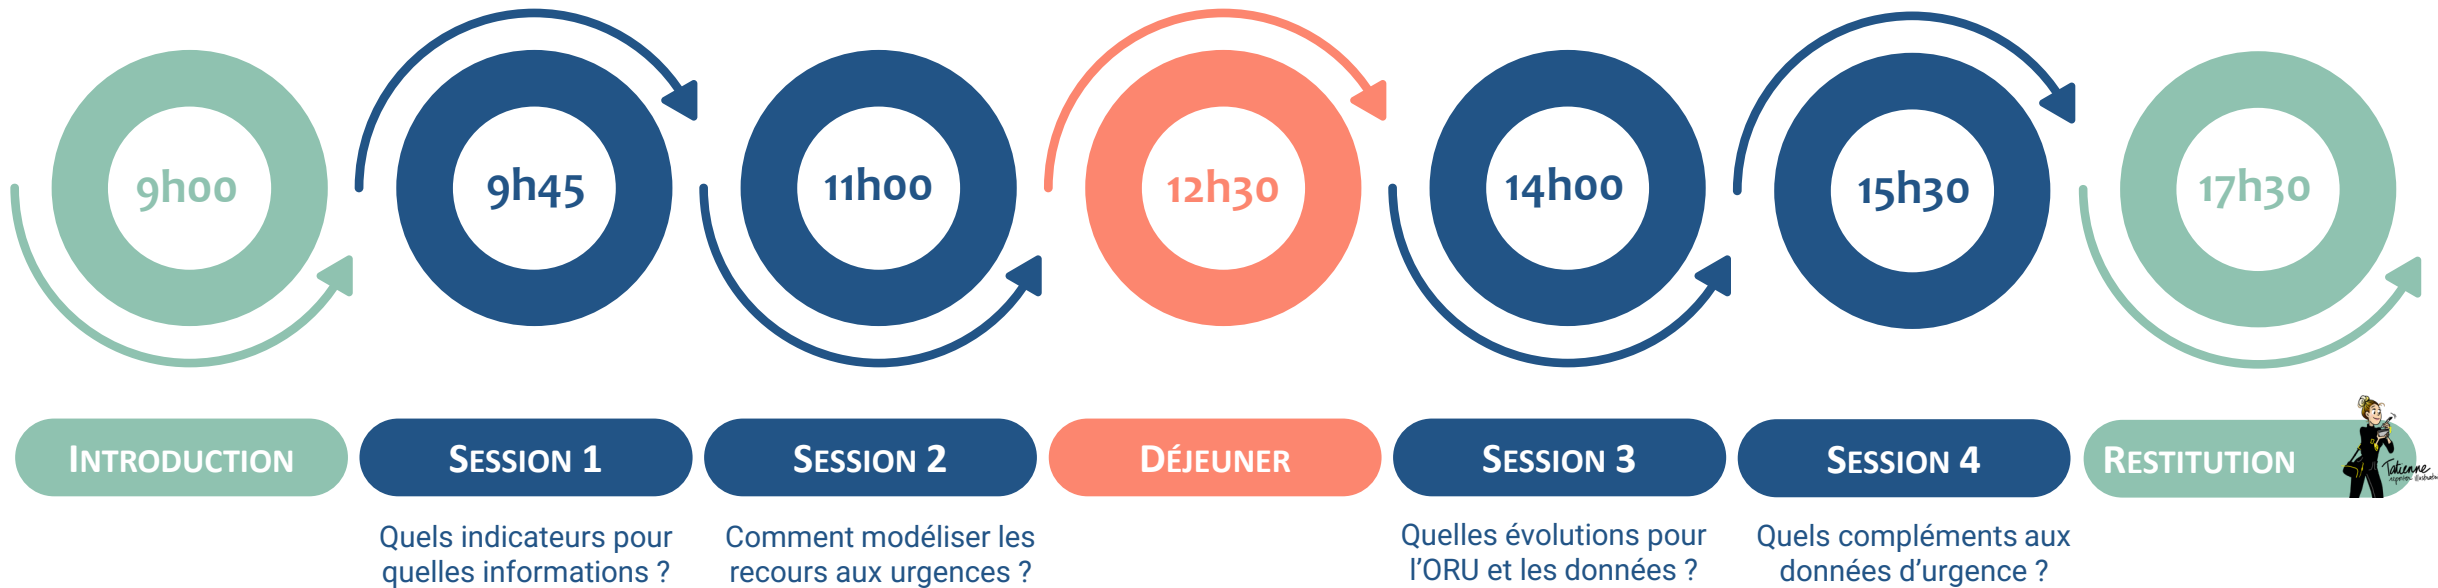 9h00
9h45
11h00
12h30
14h00
15h30
17h30
INTRODUCTION
SESSION 1
SESSION 2
DÉJEUNER
SESSION 3
SESSION 4
RESTITUTION
Tatienne
Quels indicateurs pour
quelles informations ?
Comment modéliser les
recours aux urgences ?
Quelles évolutions pour
l'ORU et les données ?
Quels compléments aux
données d'urgence ?